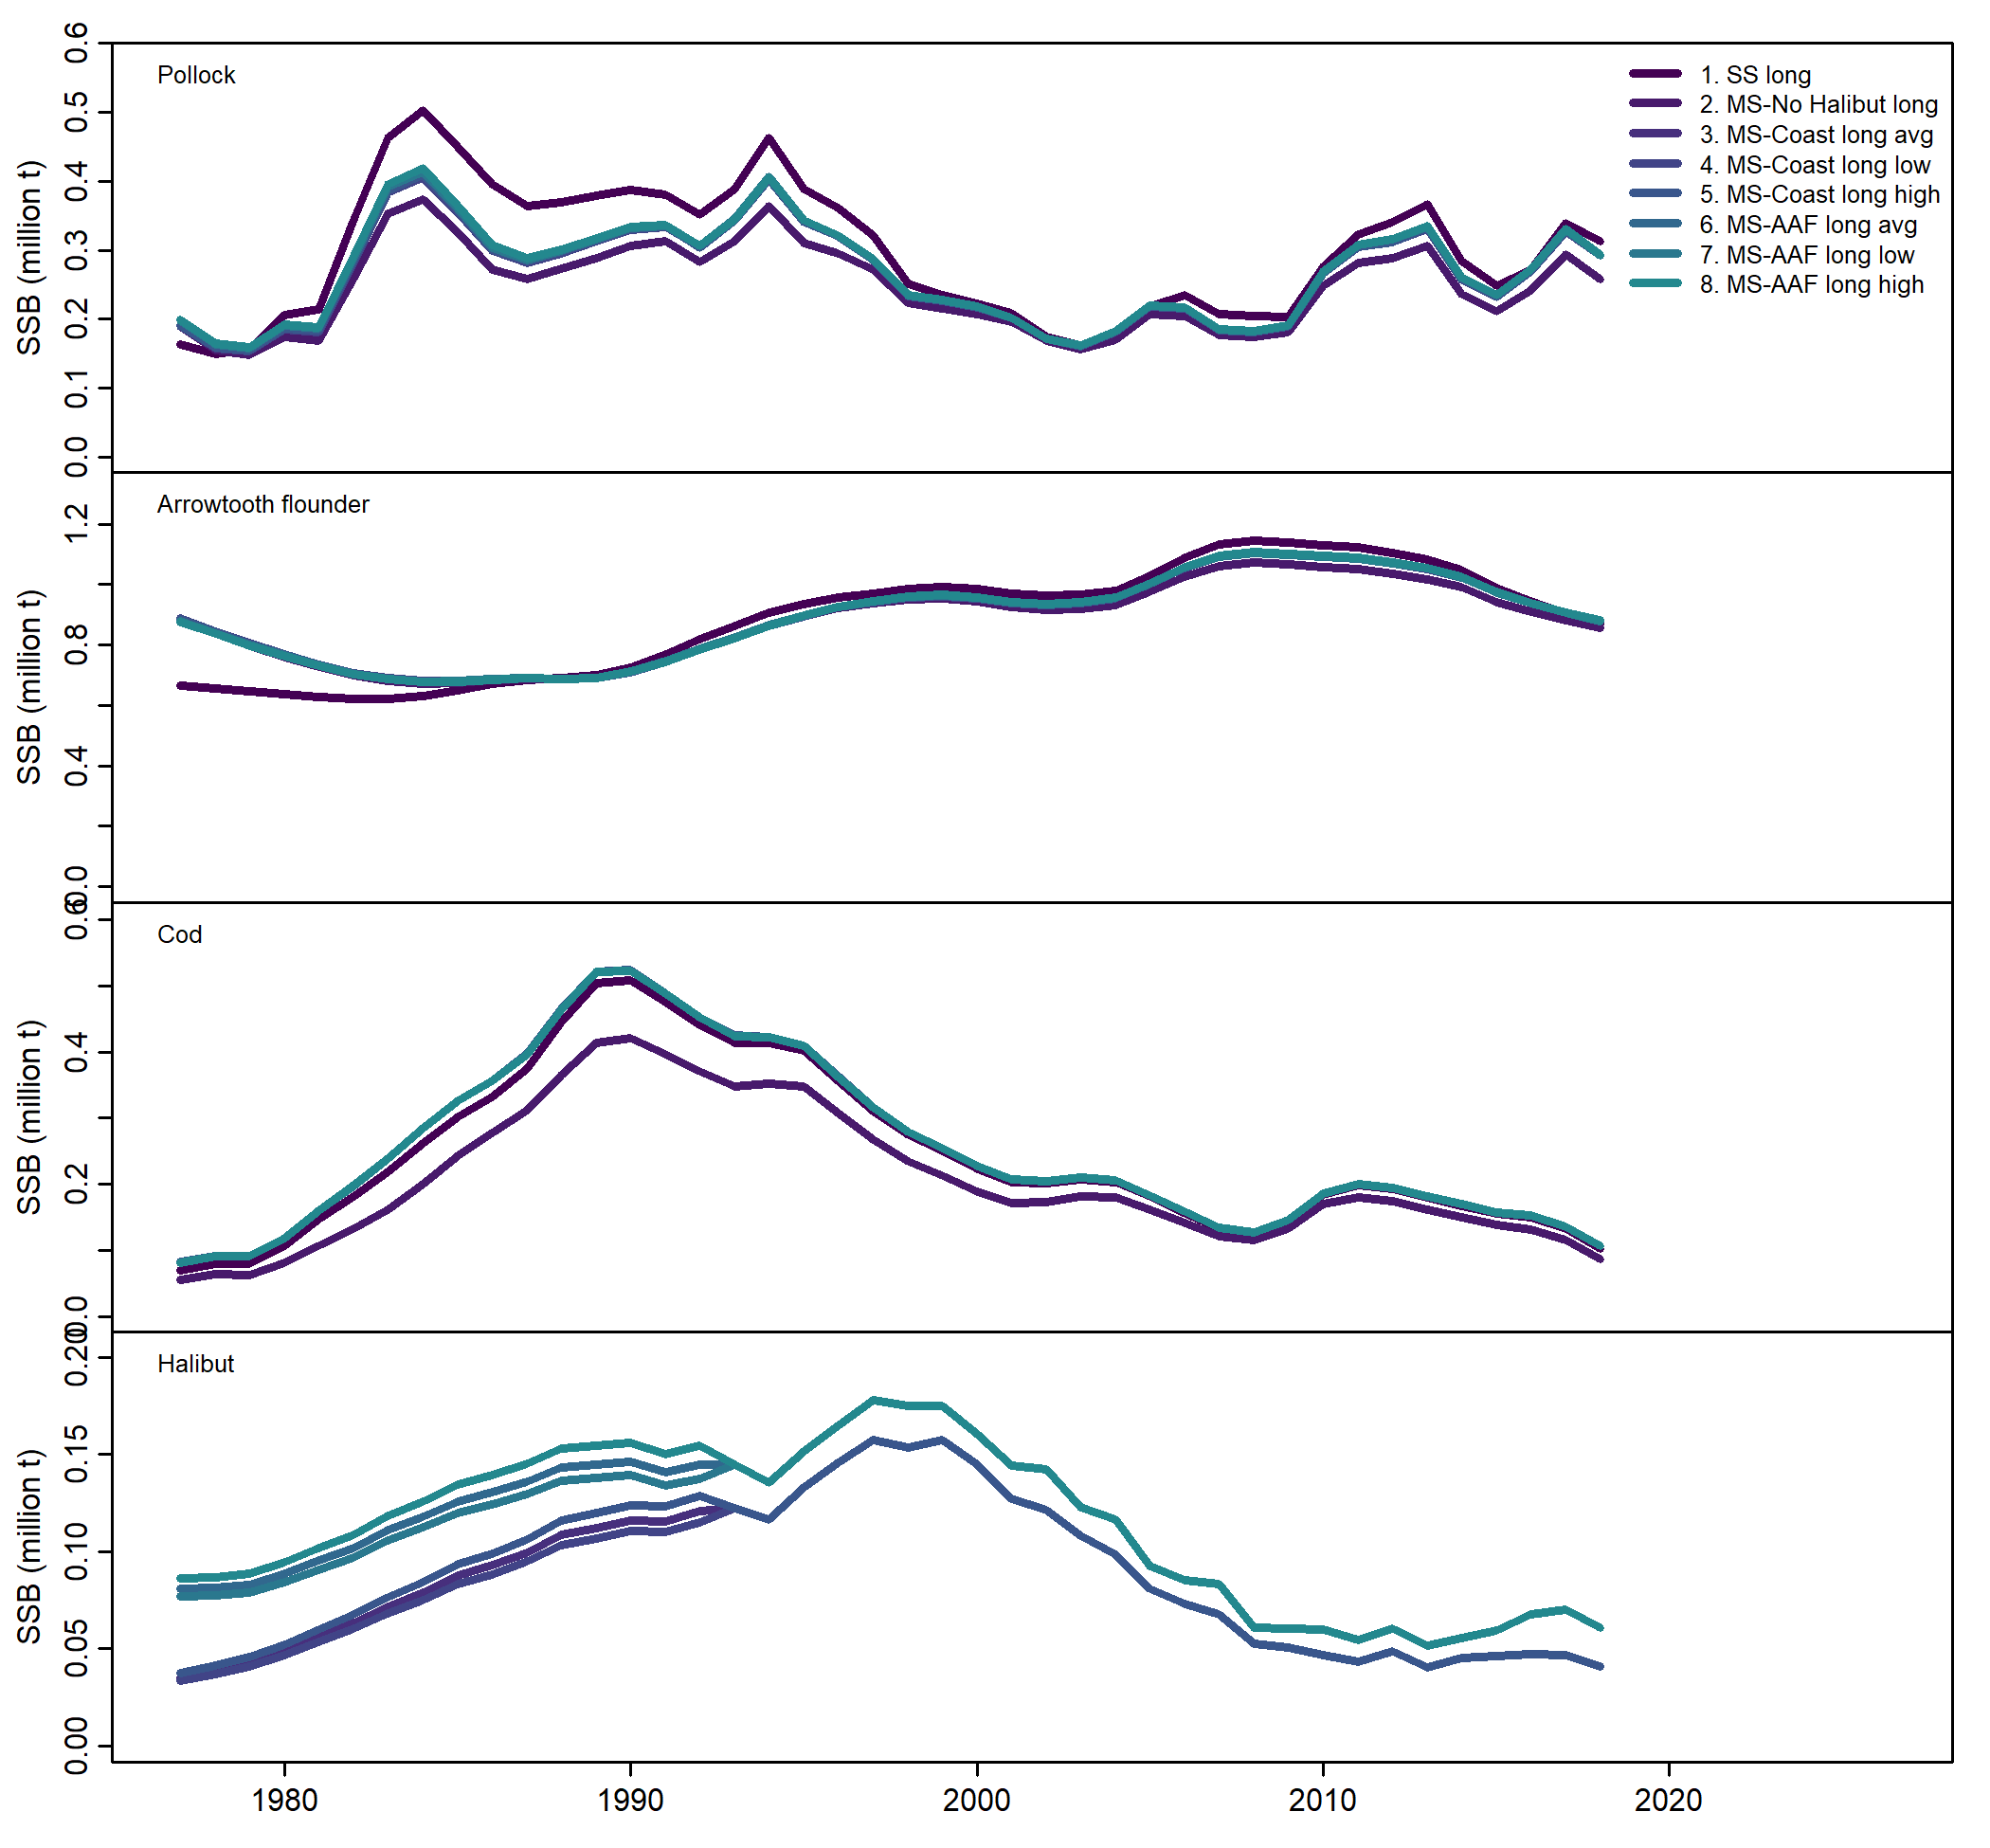 Pollock
1. SS long
2. MS-No Halibut long
3. MS-Coast long avg
4. MS-Coast long low
5. MS-Coast long high
6. MS-AAF long avg
7. MS-AAF long low
8. MS-AAF long high
SSB (million t)
0.6
0.5
0.4
0.3
0.2
0.1
0.0
Arrowtooth flounder
SSB (million t)
1.2
0.8
0.4
0.0
Cod
SSB (million t)
0.6
0.4
0.2
0.0
Halibut
SSB (million t)
0.20
0.15
0.10
0.05
0.00
1980 1990 2000 2010 2020